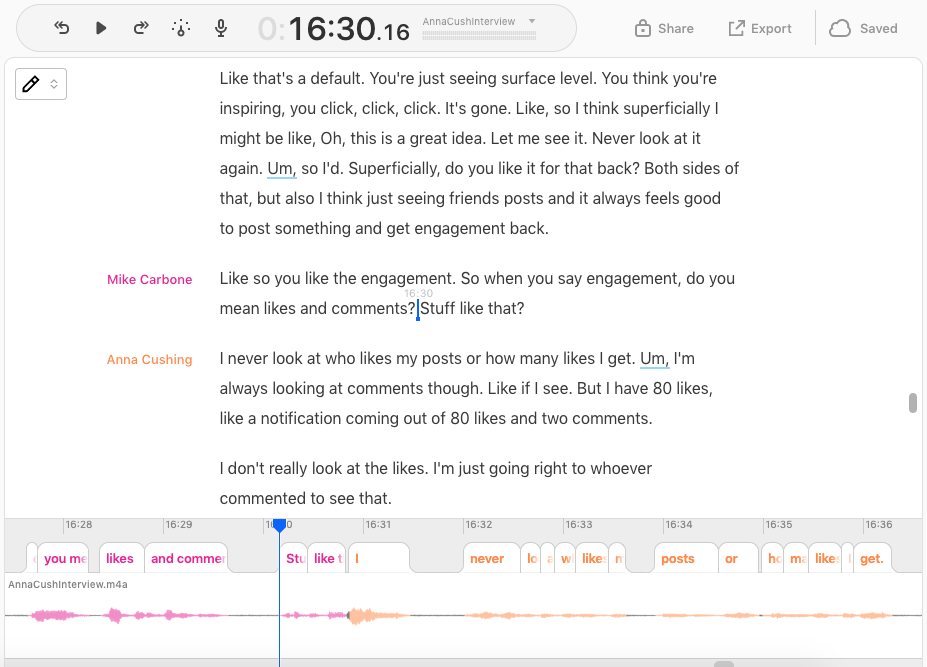 0:16:30.16
AnnaCushInterview
Share
Export
Saved
Like that's a default. You're just seeing surface level. You think you're
inspiring, you click, click, click. It's gone. Like, so I think superficially I
might be like, Oh, this is a great idea. Let me see it. Never look at it
again. Um, so I'd. Superficially, do you like it for that back? Both sides of
that, but also I think just seeing friends posts and it always feels good
to post something and get engagement back.
Mike Carbone
Like so you like the engagement. So when you say engagement, do you
16:30
mean likes and comments? Stuff like that?
Anna Cushing
I never look at who likes my posts or how many likes I get. Um, I'm
always looking at comments though. Like if I see. But I have 80 likes,
like a notification coming out of 80 likes and two comments.
I don't really look at the likes. I'm just going right to whoever
commented to see that.
16:28 16:29 16:31 16:32 16:33 16:34 16:35 16:36
you me likes and commer Stu like t I never lo a w likes posts or ho ma likes get.
AnnaCushInterview.m4a